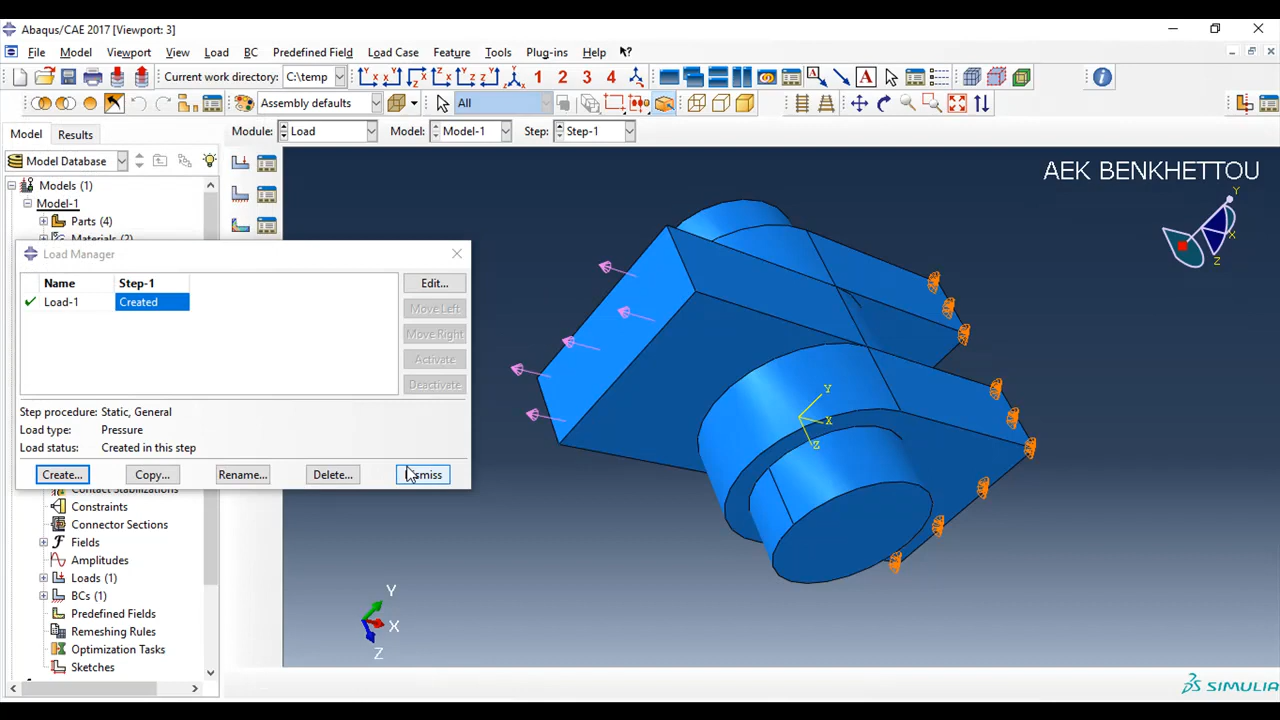 Abaqus/CAE 2017 [Viewport: 3]
File Model Viewport View Load BC Predefined Field Load Case Feature Tools Plug-ins Help
Current work directory: C:\temp
1 2 3 4
Assembly defaults
All
Model Results
Module: Load Model: Model-1 Step: Step-1
Model Database
Models (1)
Model-1
Parts (4)
Materials (2)
Load Manager
Name Step-1
Load-1 Created
Edit...
Move Left
Move Right
Activate
Deactivate
Step procedure: Static, General
Load type: Pressure
Load status: Created in this step
Create... Copy... Rename... Delete...
Contact Stabilizations
Constraints
Connector Sections
Fields
Amplitudes
Loads (1)
BCs (1)
Predefined Fields
Remeshing Rules
Optimization Tasks
Sketches
AEK BENKHETTOU
Y
X
Z
Y
X
Z
Y
X
Z
SIMULIA